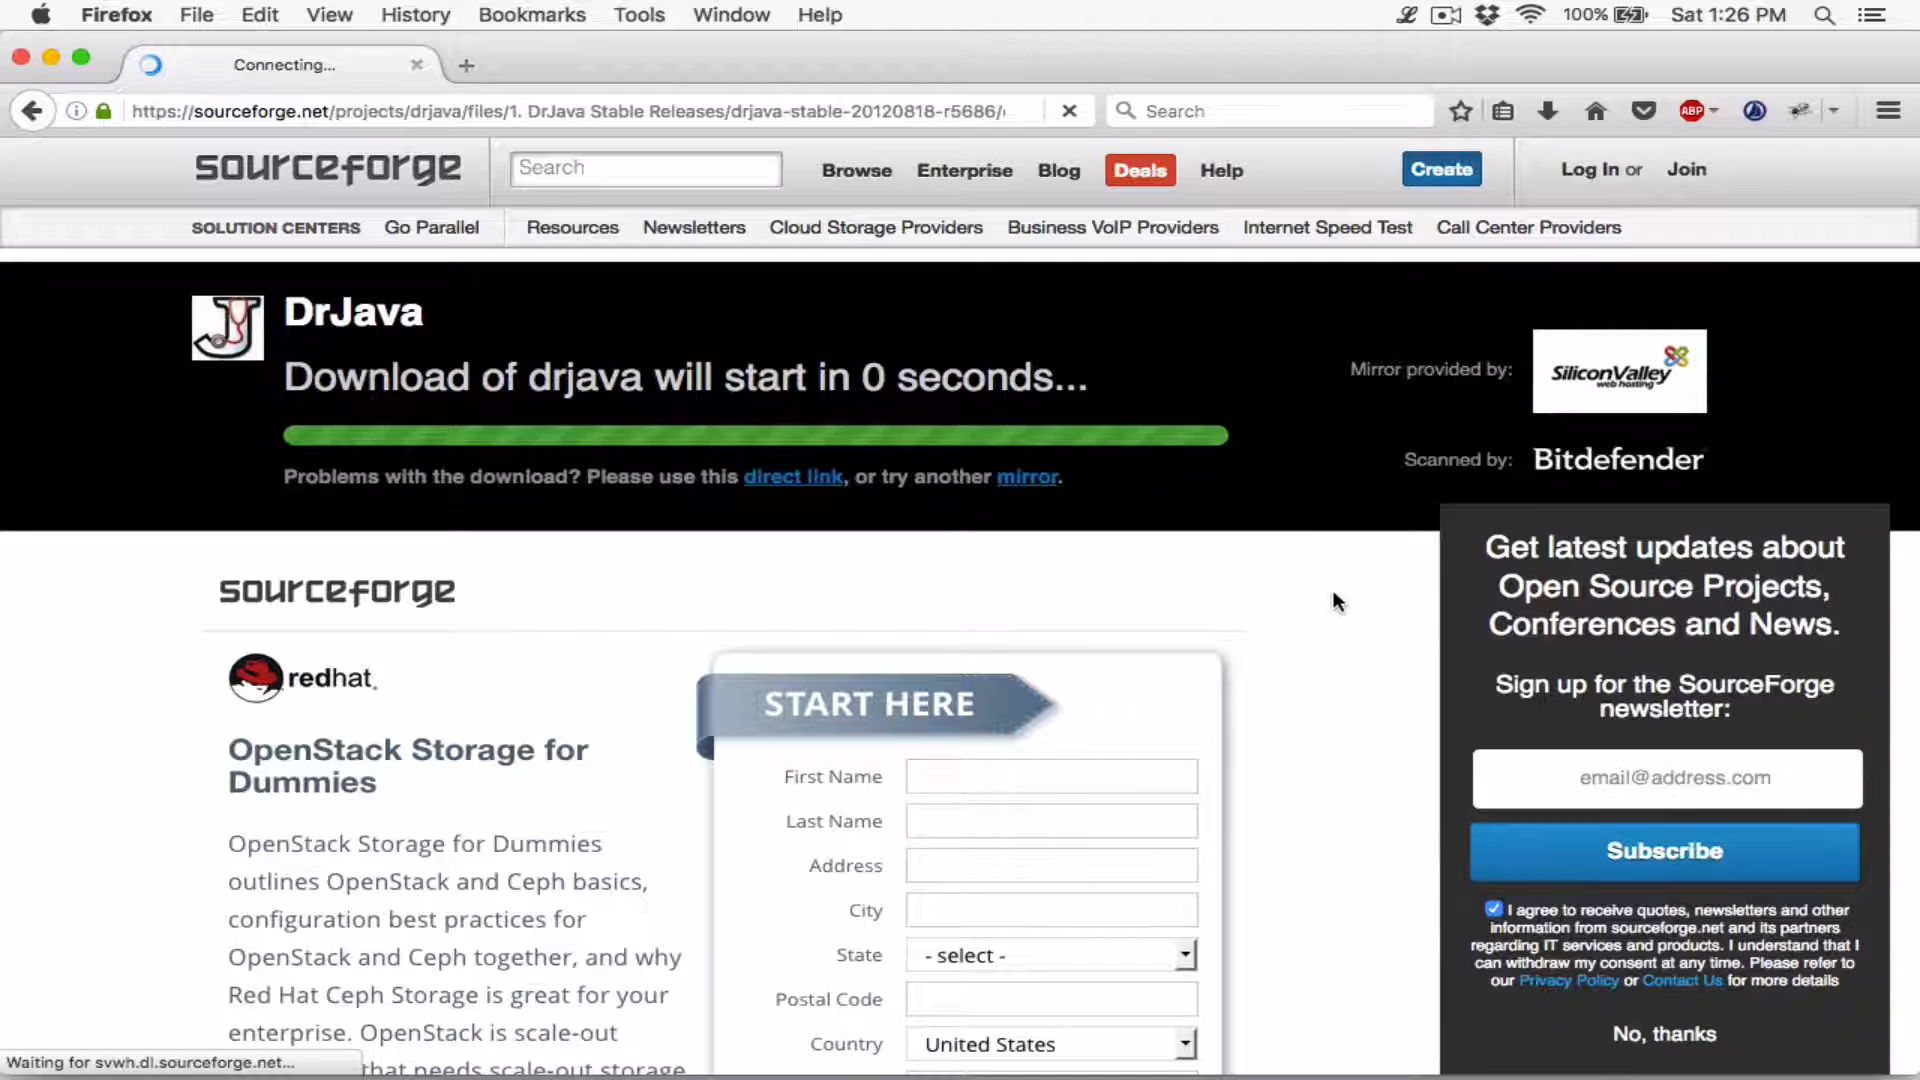 Firefox File Edit View History Bookmarks Tools Window Help 100% Sat 1:26 PM
Connecting...
https://sourceforge.net/projects/drjava/files/1. DrJava Stable Releases/drjava-stable-20120818-r5686/ Search ABP
sourceforge Search Browse Enterprise Blog Deals Help Create Log In or Join
SOLUTION CENTERS Go Parallel Resources Newsletters Cloud Storage Providers Business VoIP Providers Internet Speed Test Call Center Providers
DrJava
Download of drjava will start in 0 seconds...
Mirror provided by: SiliconValley
web hosting
Problems with the download? Please use this direct link, or try another mirror.
Scanned by: Bitdefender
sourceforge
redhat.
OpenStack Storage for
Dummies
OpenStack Storage for Dummies
outlines OpenStack and Ceph basics,
configuration best practices for
OpenStack and Ceph together, and why
Red Hat Ceph Storage is great for your
enterprise. OpenStack is scale-out
that needs scale-out storage
START HERE
First Name
Last Name
Address
City
State - select -
Postal Code
Country United States
Get latest updates about
Open Source Projects,
Conferences and News.
Sign up for the SourceForge
newsletter:
email@address.com
Subscribe
I agree to receive quotes, newsletters and other
information from sourceforge.net and its partners
regarding IT services and products. I understand that I
can withdraw my consent at any time. Please refer to
our Privacy Policy or Contact Us for more details
No, thanks
Waiting for svwh.dl.sourceforge.net...